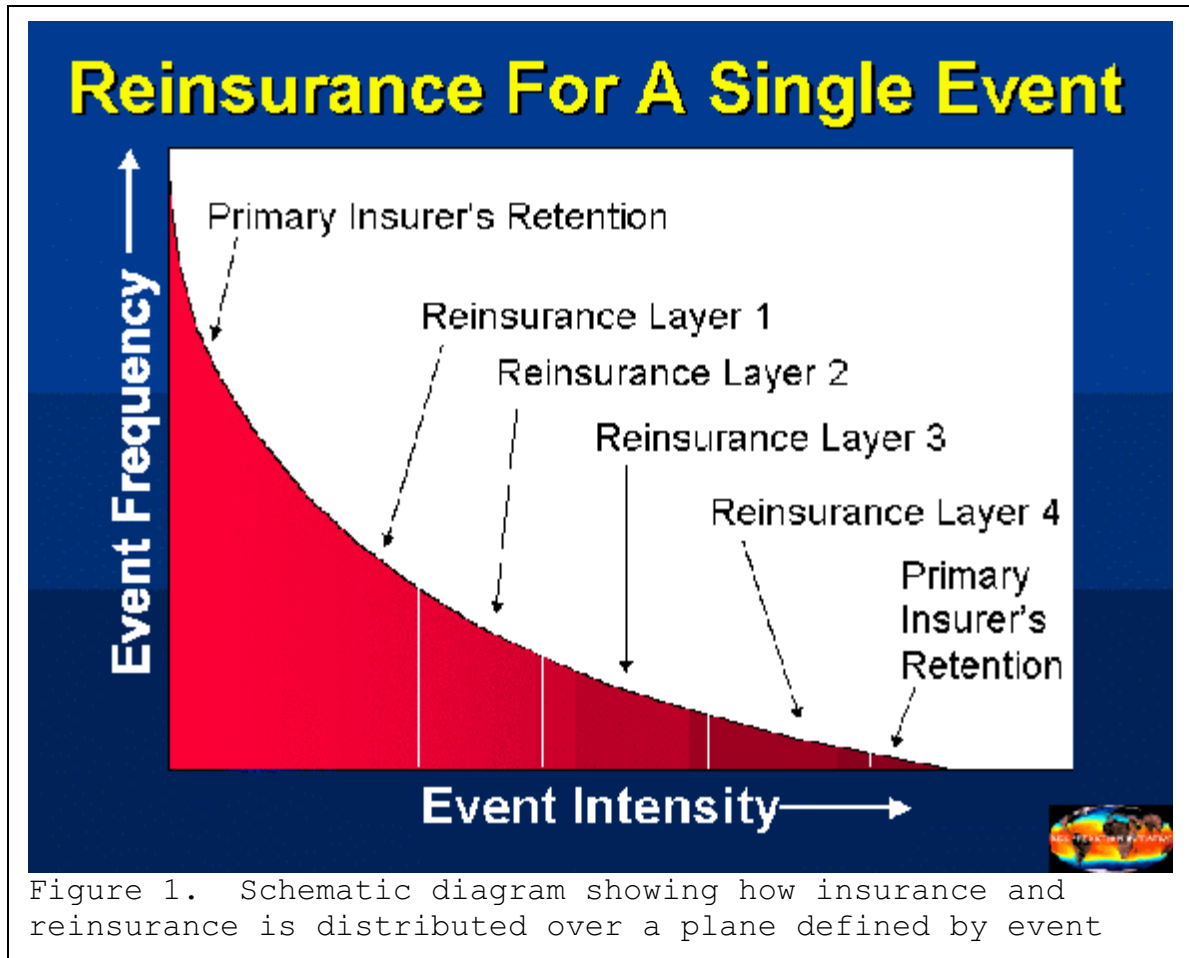 Reinsurance For A Single Event
Event Frequency
Primary Insurer's Retention
Reinsurance Layer 1
Reinsurance Layer 2
Reinsurance Layer 3
Reinsurance Layer 4
Primary
Insurer's
Retention
Event Intensity
Figure 1.  Schematic diagram showing how insurance and
reinsurance is distributed over a plane defined by event